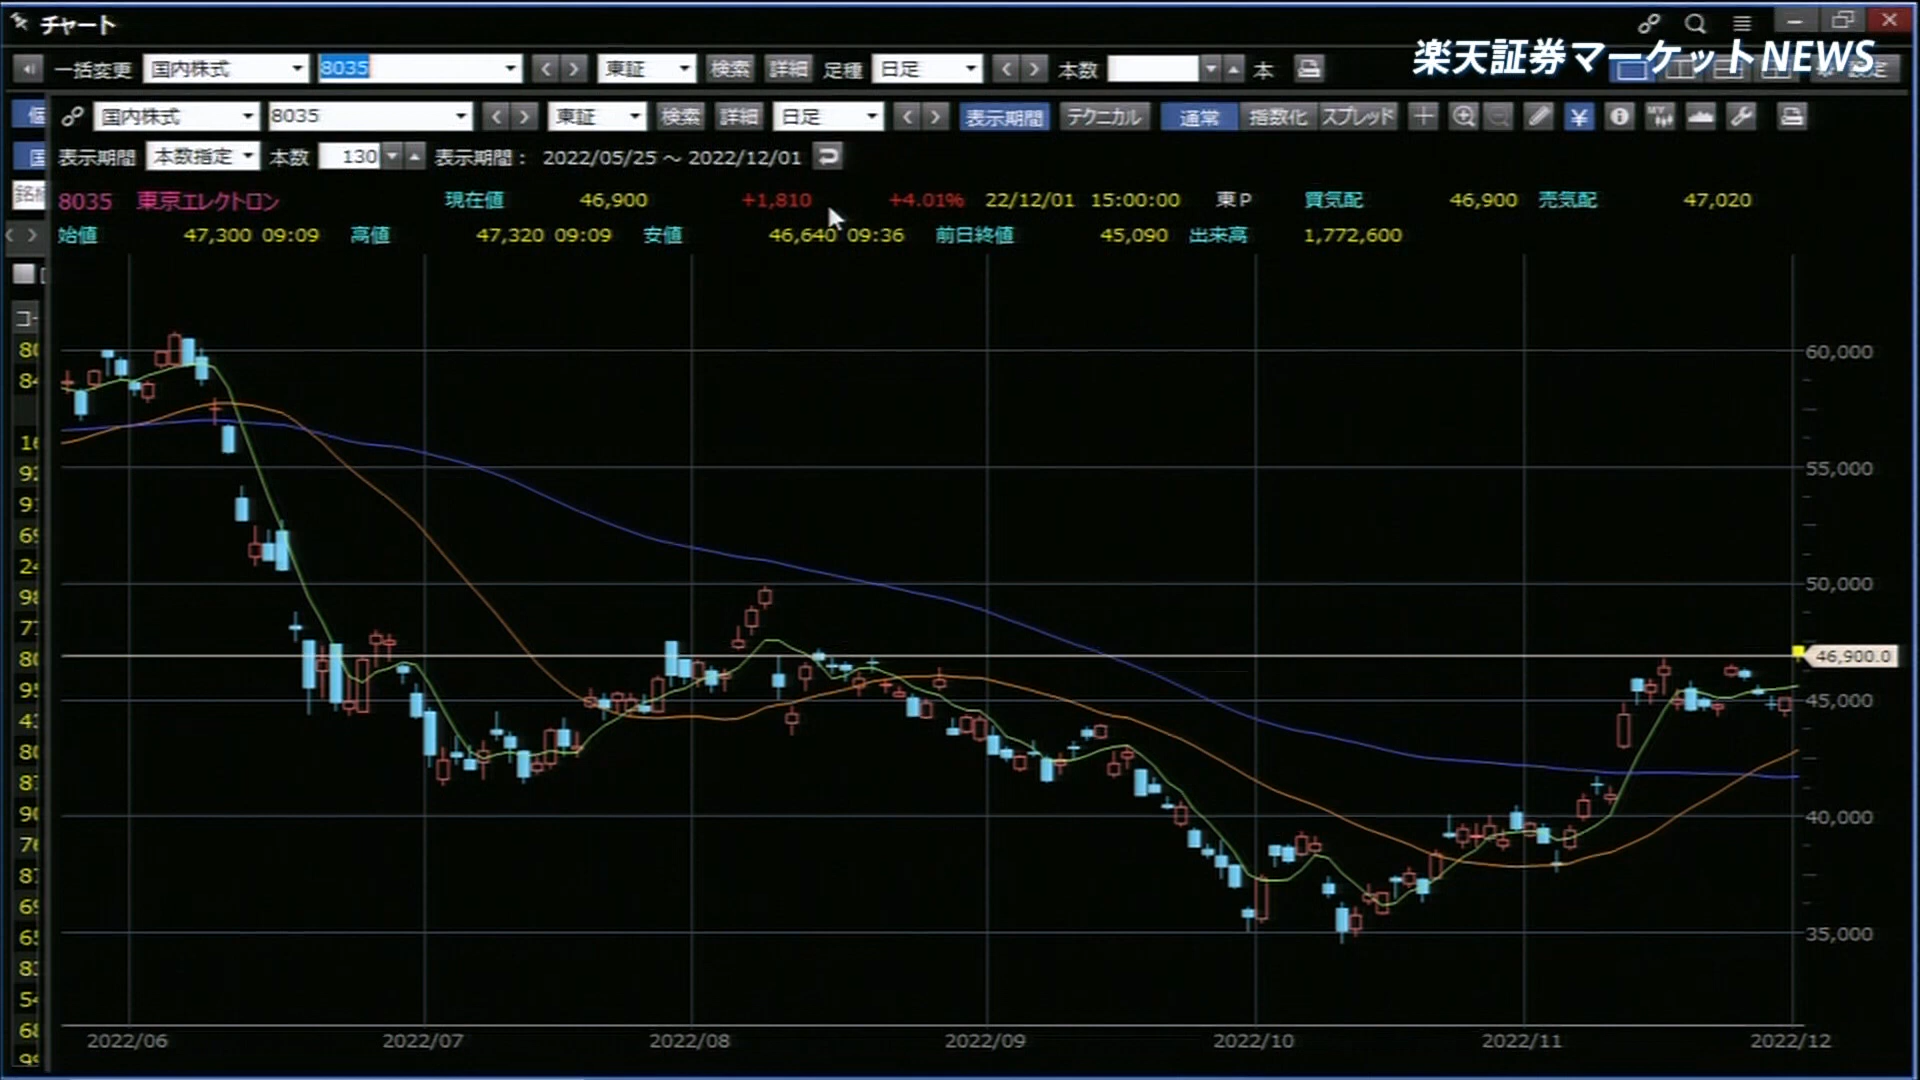 チャート
楽天証券マーケットNEWS
一括変更 国内株式 8035 東証 検索 詳細 足種 日足 本数 本
国内株式 8035 東証 検索 詳細 日足 表示期間 テクニカル 通常 指数化 スプレッド
表示期間 本数指定 本数 130 表示期間： 2022/05/25 ～ 2022/12/01
8035 東京エレクトロン 現在値 46,900 +1,810 +4.01% 22/12/01 15:00:00 東P 買気配 46,900 売気配 47,020
始値 47,300 09:09 高値 47,320 09:09 安値 46,640 09:36 前日終値 45,090 出来高 1,772,600
60,000
55,000
50,000
46,900.0
45,000
40,000
35,000
2022/06 2022/07 2022/08 2022/09 2022/10 2022/11 2022/12